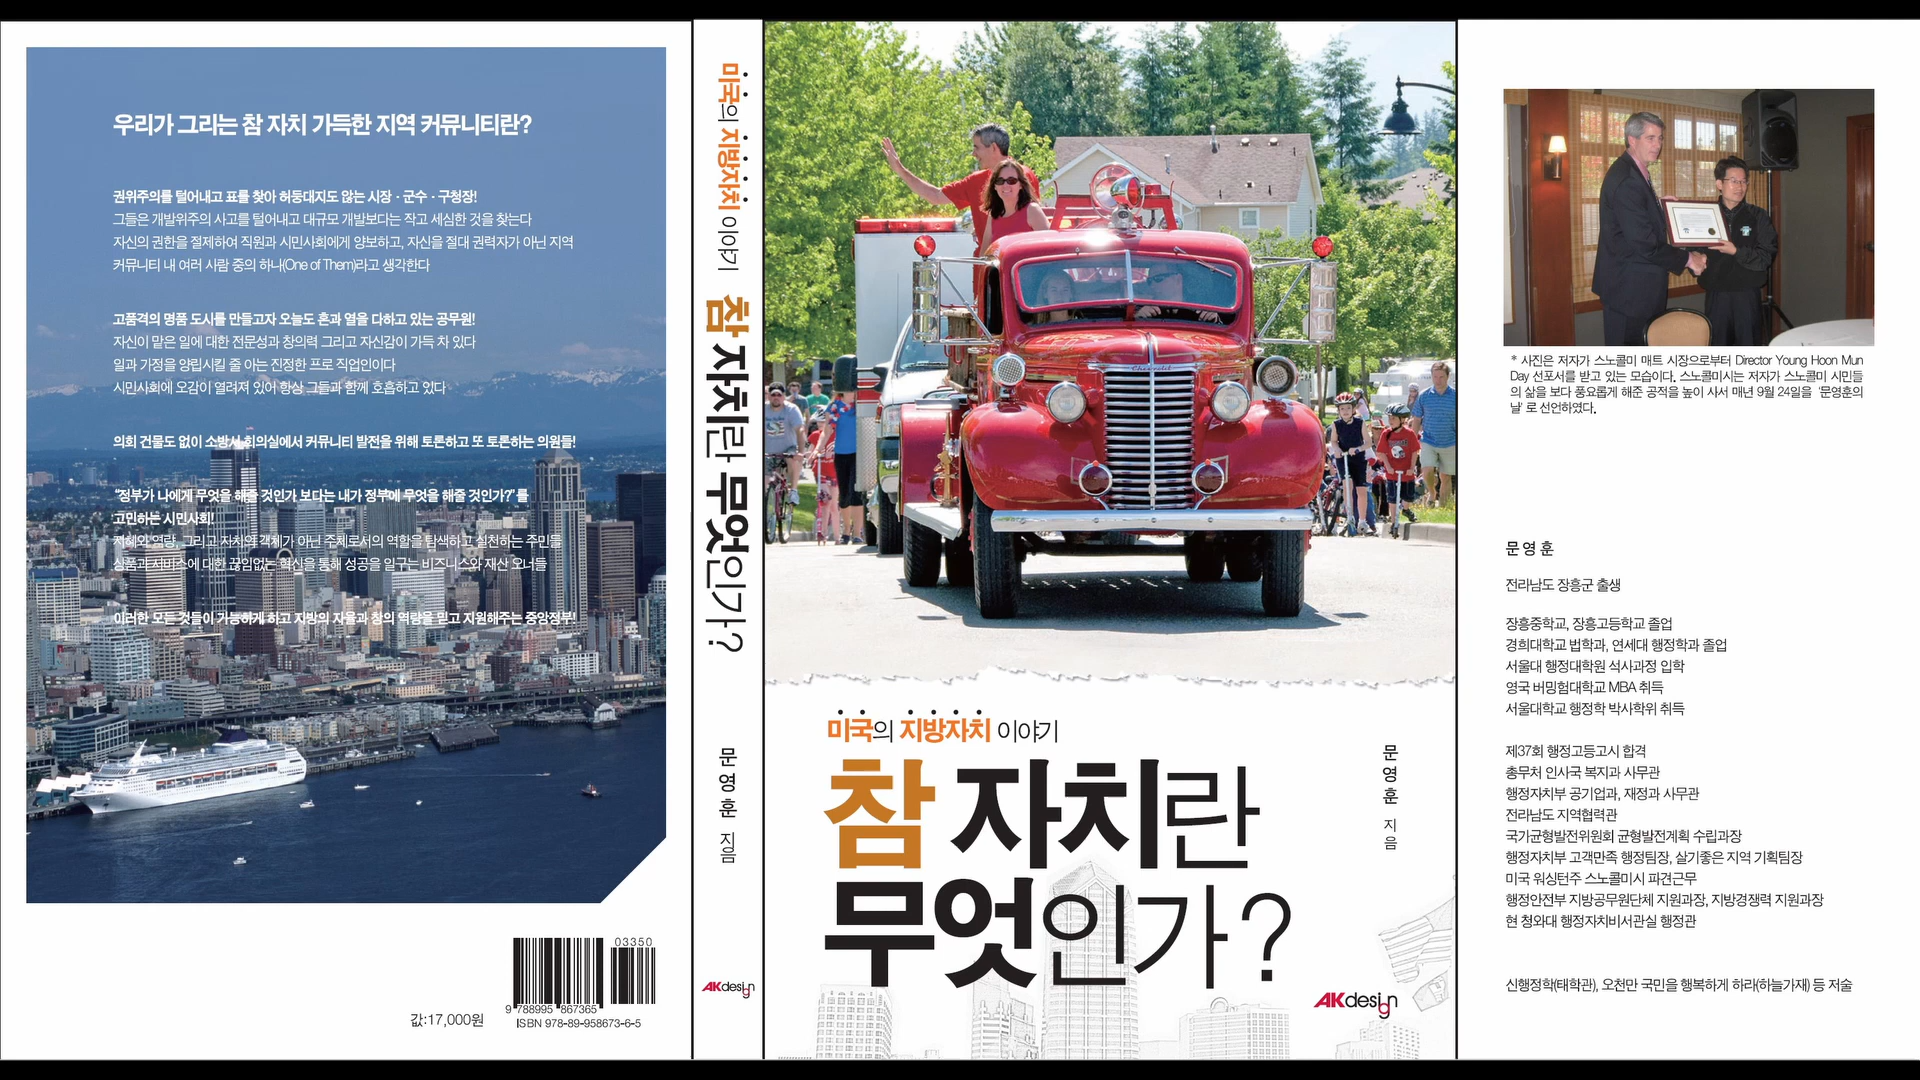 우리가 그리는 참 자치 가득한 지역 커뮤니티란?
권위주의를 털어내고 표를 찾아 허둥대지도 않는 시장 · 군수 · 구청장!
그들은 개발위주의 사고를 털어내고 대규모 개발보다는 작고 세심한 것을 찾는다
자신의 권한을 절제하여 직원과 시민사회에게 양보하고, 자신을 절대 권력자가 아닌 지역
커뮤니티 내 여러 사람 중의 하나(One of Them)라고 생각한다
고품격의 명품 도시를 만들고자 오늘도 혼과 열을 다하고 있는 공무원!
자신이 맡은 일에 대한 전문성과 창의력 그리고 자신감이 가득 차 있다
일과 가정을 양립시킬 줄 아는 진정한 프로 직업인이다
시민사회에 오감이 열려져 있어 항상 그들과 함께 호흡하고 있다
의회 건물도 없이 소방서 회의실에서 커뮤니티 발전을 위해 토론하고 또 토론하는 의원들!
“정부가 나에게 무엇을 해줄 것인가 보다는 내가 정부에 무엇을 해줄 것인가?”를
고민하는 시민사회!
지혜와 역량, 그리고 자치의 객체가 아닌 주체로서의 역할을 탐색하고 실천하는 주민들
상품과 서비스에 대한 끊임없는 혁신을 통해 성공을 일구는 비즈니스와 재산 오너들
이러한 모든 것들이 가능하게 하고 지방의 자율과 창의 역량을 믿고 지원해주는 중앙정부!
값:17,000원
03350
9 788995 867365
ISBN 978-89-958673-6-5
미국의 지방자치 이야기 참 자치란 무엇인가?
문영훈 지음
AKdesign
Chevrolet
미국의 지방자치 이야기
참 자치란
무엇인가?
문영훈 지음
AKdesign
* 사진은 저자가 스노콜미 매트 시장으로부터 Director Young Hoon Mun
Day 선포서를 받고 있는 모습이다. 스노콜미시는 저자가 스노콜미 시민들
의 삶을 보다 풍요롭게 해준 공적을 높이 사서 매년 9월 24일을 '문영훈의
날' 로 선언하였다.
문영훈
전라남도 장흥군 출생
장흥중학교, 장흥고등학교 졸업
경희대학교 법학과, 연세대 행정학과 졸업
서울대 행정대학원 석사과정 입학
영국 버밍험대학교 MBA 취득
서울대학교 행정학 박사학위 취득
제37회 행정고등고시 합격
총무처 인사국 복지과 사무관
행정자치부 공기업과, 재정과 사무관
전라남도 지역협력관
국가균형발전위원회 균형발전계획 수립과장
행정자치부 고객만족 행정팀장, 살기좋은 지역 기획팀장
미국 워싱턴주 스노콜미시 파견근무
행정안전부 지방공무원단체 지원과장, 지방경쟁력 지원과장
현 청와대 행정자치비서관실 행정관
신행정학(태학관), 오천만 국민을 행복하게 하라(하늘가재) 등 저술